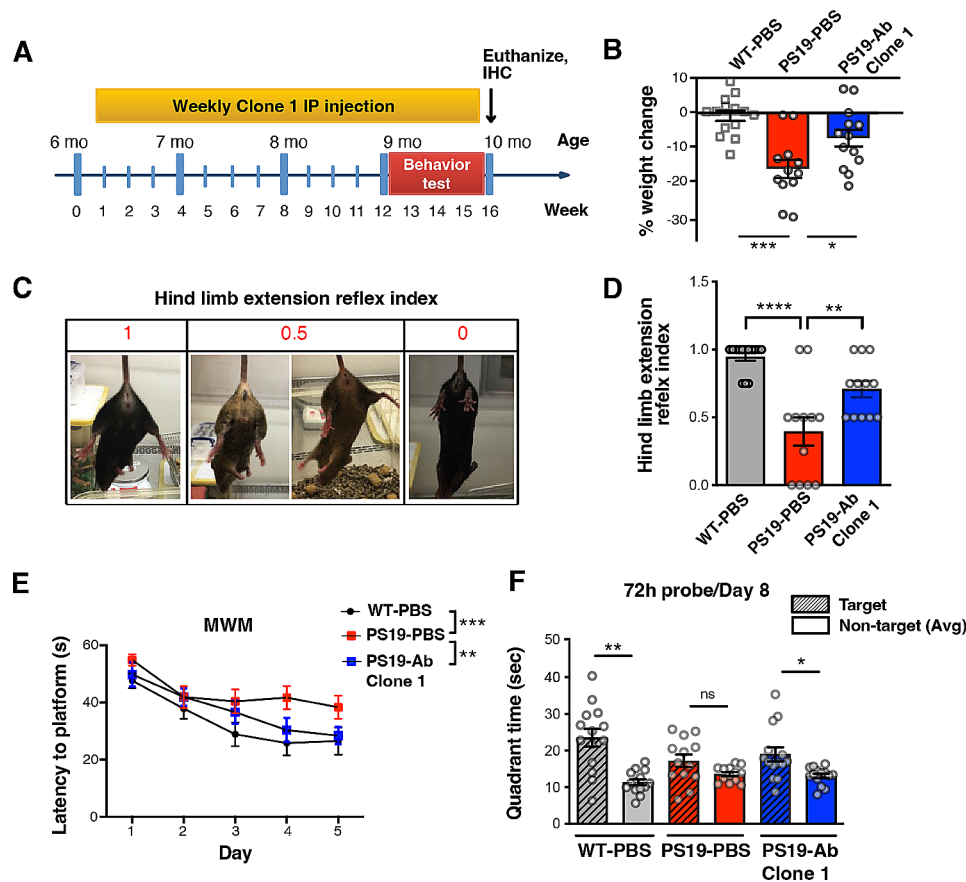 A
Euthanize,
IHC
Weekly Clone 1 IP injection
6 mo 7 mo 8 mo 9 mo 10 mo Age
Behavior
test
0 1 2 3 4 5 6 7 8 9 10 11 12 13 14 15 16 Week
B
WT-PBS
PS19-PBS
PS19-Ab
Clone 1
% weight change
10
0
-10
-20
-30
*** *
C
Hind limb extension reflex index
1 0.5 0
D
Hind limb extension
refelx index
1.5
1.0
0.5
0.0
**** **
WT-PBS
PS19-PBS
PS19-Ab
Clone 1
E
MWM
WT-PBS
PS19-PBS
PS19-Ab
Clone 1
***
**
Latency to platform (s)
60
40
20
0
1 2 3 4 5
Day
F
72h probe/Day 8
Target
Non-target (Avg)
Quadrant time (sec)
50
40
30
20
10
0
** ns *
WT-PBS PS19-PBS PS19-Ab
Clone 1